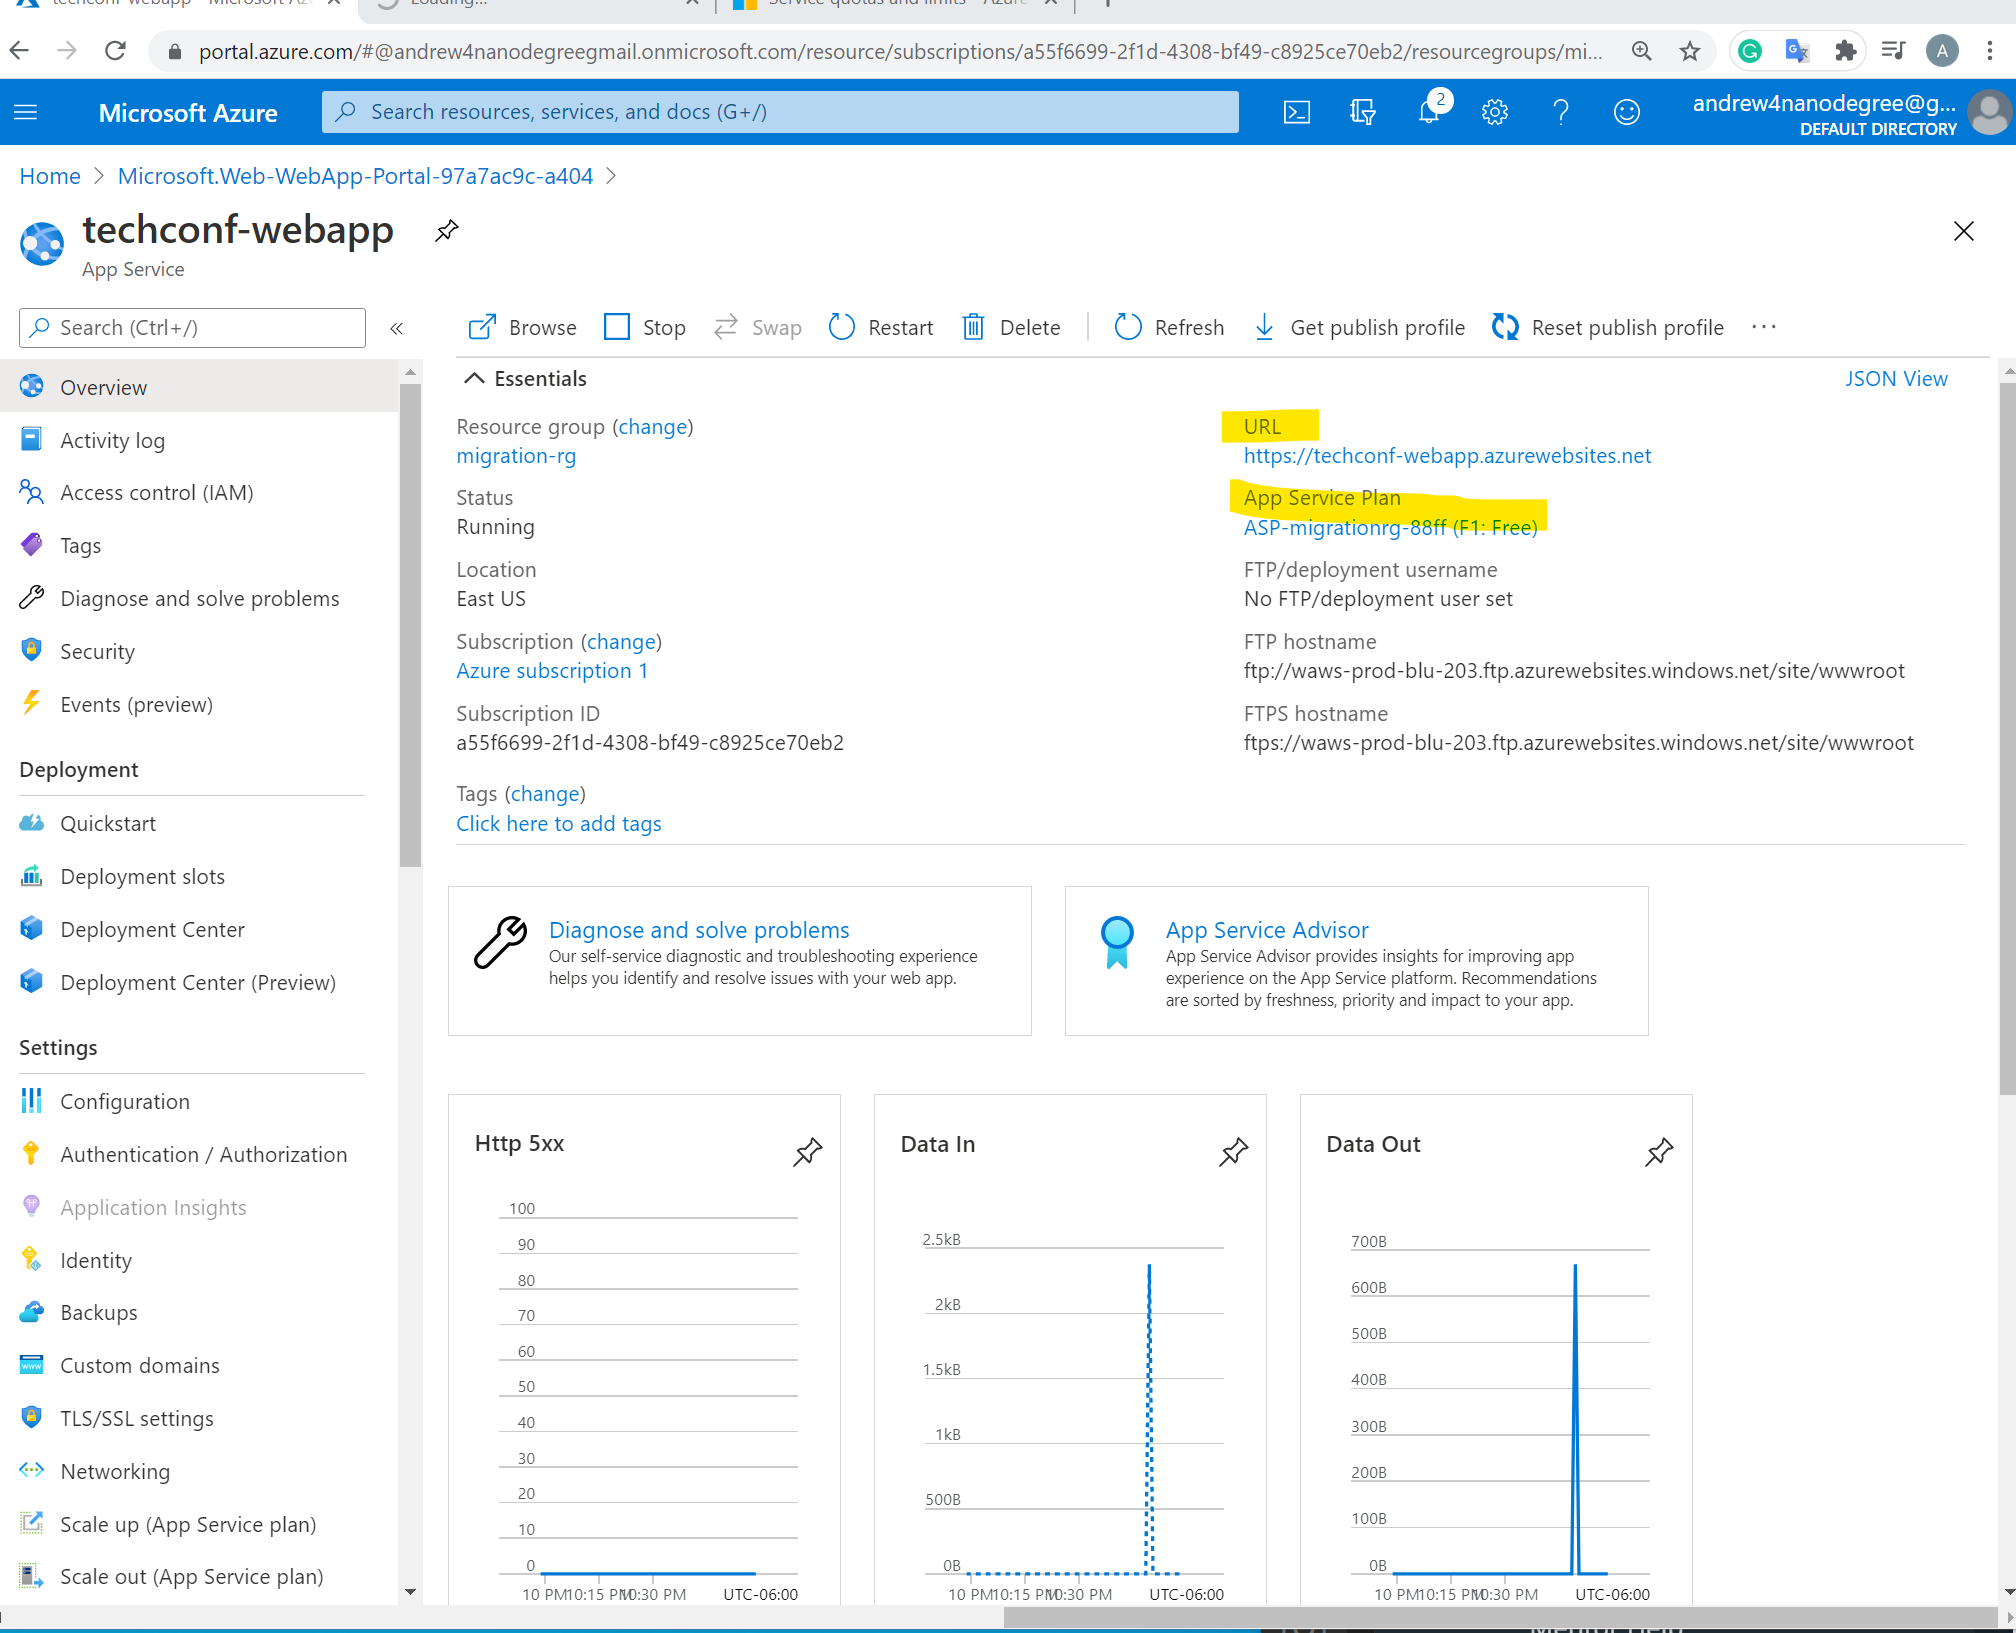 techconf-webapp - Microsoft Az
Loading...
Service quotas and limits - Azure
portal.azure.com/#@andrew4nanodegreegmail.onmicrosoft.com/resource/subscriptions/a55f6699-2f1d-4308-bf49-c8925ce70eb2/resourcegroups/mi...
A
Microsoft Azure
Search resources, services, and docs (G+/)
2
andrew4nanodegree@g...
DEFAULT DIRECTORY
Home > Microsoft.Web-WebApp-Portal-97a7ac9c-a404 >
techconf-webapp
App Service
Search (Ctrl+/)
«
Browse Stop Swap Restart Delete Refresh Get publish profile Reset publish profile ...
Overview
Activity log
Access control (IAM)
Tags
Diagnose and solve problems
Security
Events (preview)
Deployment
Quickstart
Deployment slots
Deployment Center
Deployment Center (Preview)
Settings
Configuration
Authentication / Authorization
Application Insights
Identity
Backups
Custom domains
TLS/SSL settings
Networking
Scale up (App Service plan)
Scale out (App Service plan)
Essentials
JSON View
Resource group (change)
migration-rg
Status
Running
Location
East US
Subscription (change)
Azure subscription 1
Subscription ID
a55f6699-2f1d-4308-bf49-c8925ce70eb2
Tags (change)
Click here to add tags
URL
https://techconf-webapp.azurewebsites.net
App Service Plan
ASP-migrationrg-88ff (F1: Free)
FTP/deployment username
No FTP/deployment user set
FTP hostname
ftp://waws-prod-blu-203.ftp.azurewebsites.windows.net/site/wwwroot
FTPS hostname
ftps://waws-prod-blu-203.ftp.azurewebsites.windows.net/site/wwwroot
Diagnose and solve problems
Our self-service diagnostic and troubleshooting experience
helps you identify and resolve issues with your web app.
App Service Advisor
App Service Advisor provides insights for improving app
experience on the App Service platform. Recommendations
are sorted by freshness, priority and impact to your app.
Http 5xx
100
90
80
70
60
50
40
30
20
10
0
10 PM 10:15 PM 10:30 PM UTC-06:00
Data In
2.5kB
2kB
1.5kB
1kB
500B
0B
10 PM 10:15 PM 10:30 PM UTC-06:00
Data Out
700B
600B
500B
400B
300B
200B
100B
0B
10 PM 10:15 PM 10:30 PM UTC-06:00